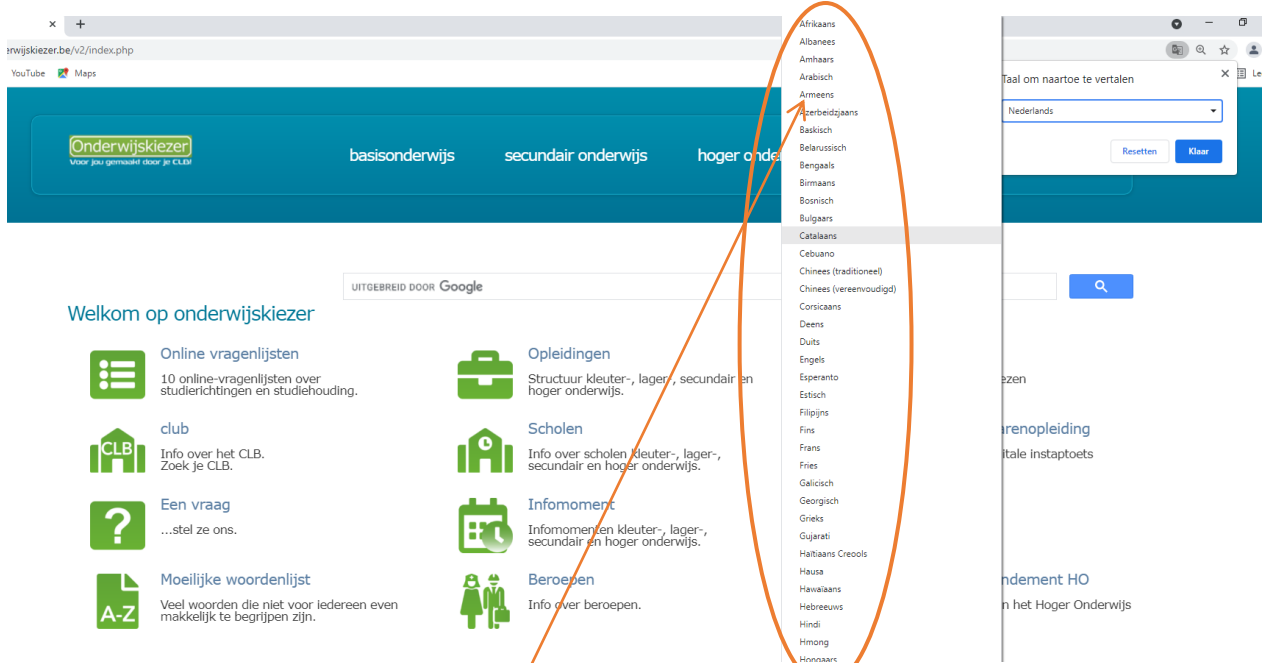 erwijskiezer.be/v2/index.php
YouTube
Maps
Le
Onderwijskiezer
Voor jou gemaakt door je CLB!
basisonderwijs
secundair onderwijs
hoger onde
Taal om naartoe te vertalen
Nederlands
Resetten
Klaar
UITGEBREID DOOR Google
Welkom op onderwijskiezer
Online vragenlijsten
10 online-vragenlijsten over
studierichtingen en studiehouding.
Opleidingen
Structuur kleuter-, lager-, secundair en
hoger onderwijs.
ezen
club
CLB
Info over het CLB.
Zoek je CLB.
Scholen
Info over scholen kleuter-, lager-,
secundair en hoger onderwijs.
arenopleiding
itale instaptoets
?
Een vraag
...stel ze ons.
Infomoment
Infomomenten kleuter-, lager-,
secundair en hoger onderwijs.
A-Z
Moeilijke woordenlijst
Veel woorden die niet voor iedereen even
makkelijk te begrijpen zijn.
Beroepen
Info over beroepen.
ndement HO
n het Hoger Onderwijs
Afrikaans
Albanees
Amhaars
Arabisch
Armeens
Azerbeidzjaans
Baskisch
Belarussisch
Bengaals
Birmaans
Bosnisch
Bulgaars
Catalaans
Cebuano
Chinees (traditioneel)
Chinees (vereenvoudigd)
Corsicaans
Deens
Duits
Engels
Esperanto
Estisch
Filipijns
Fins
Frans
Fries
Galicisch
Georgisch
Grieks
Gujarati
Haïtiaans Creools
Hausa
Hawaïaans
Hebreeuws
Hindi
Hmong
Hongaars